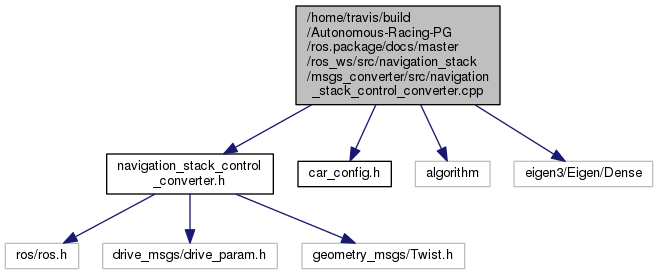 /home/travis/build
/Autonomous-Racing-PG
/ros.package/docs/master
/ros_ws/src/navigation_stack
/msgs_converter/src/navigation
_stack_control_converter.cpp
navigation_stack_control
_converter.h
car_config.h
algorithm
eigen3/Eigen/Dense
ros/ros.h
drive_msgs/drive_param.h
geometry_msgs/Twist.h